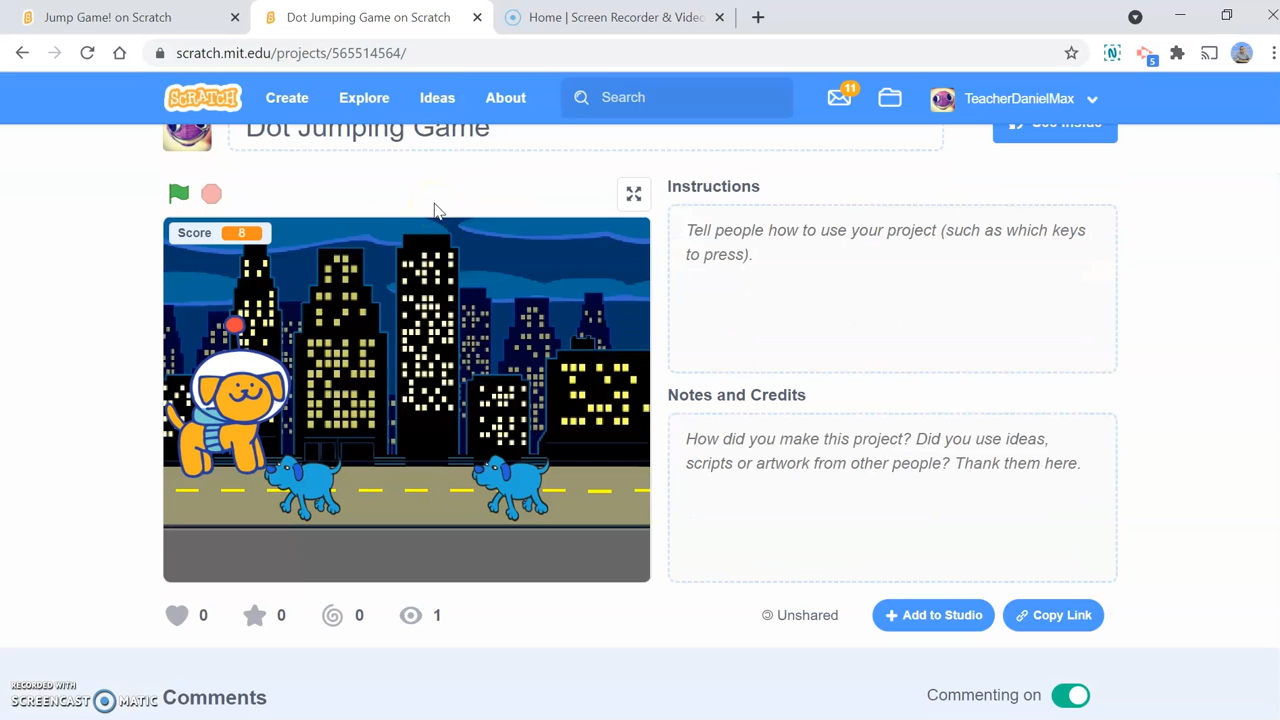 Jump Game! on Scratch
Dot Jumping Game on Scratch
Home | Screen Recorder & Video
scratch.mit.edu/projects/565514564/
5
SCRATCH
Create
Explore
Ideas
About
Search
11
TeacherDanielMax
Dot Jumping Game
See inside
Instructions
Tell people how to use your project (such as which keys
to press).
Score 8
Notes and Credits
How did you make this project? Did you use ideas,
scripts or artwork from other people? Thank them here.
0
0
0
1
Unshared
Add to Studio
Copy Link
Comments
Commenting on
RECORDED WITH
SCREENCAST MATIC